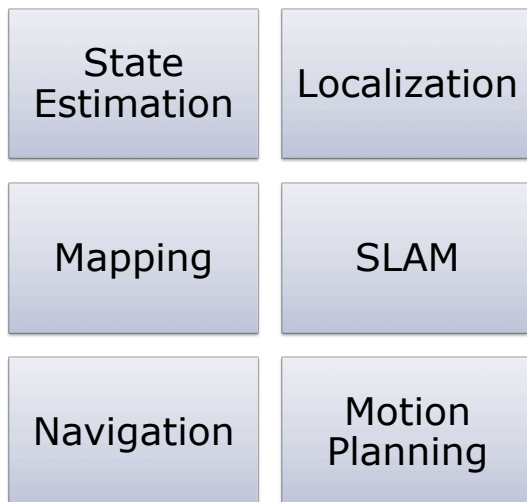 State
Estimation
Localization
Mapping
SLAM
Navigation
Motion
Planning